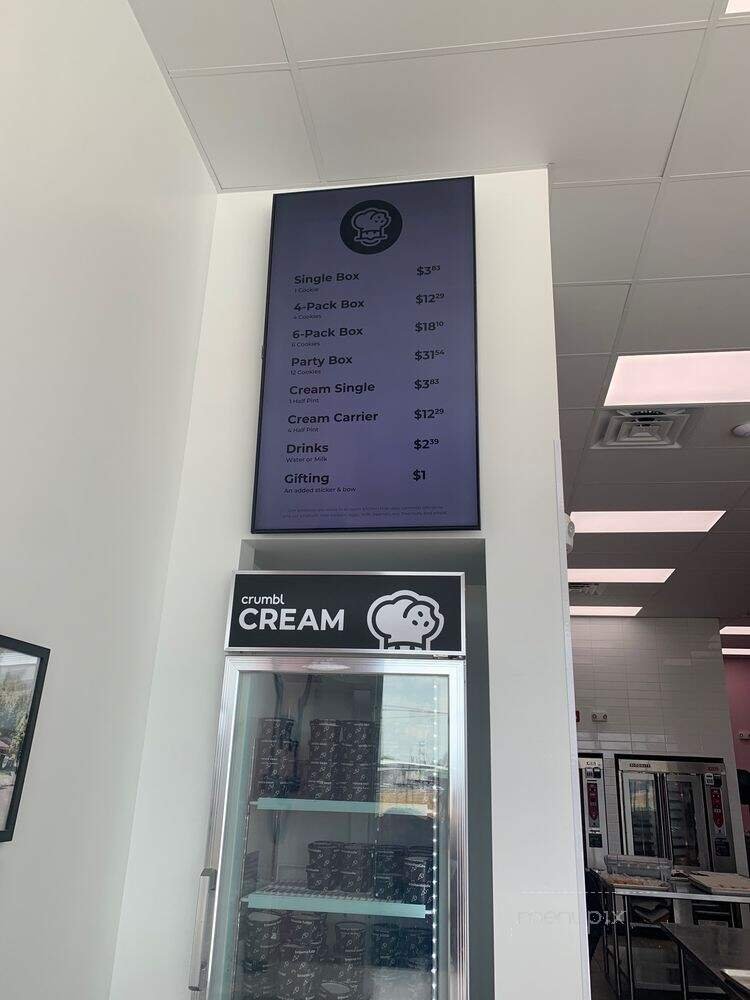 Single Box $3.83
1 Cookie
4-Pack Box $12.29
4 Cookies
6-Pack Box $18.10
6 Cookies
Party Box $31.54
12 Cookies
Cream Single $3.83
1 Half Pint
Cream Carrier $12.29
4 Half Pint
Drinks $2.39
Water or Milk
Gifting $1
An added sticker & bow
crumbl
CREAM
menupix